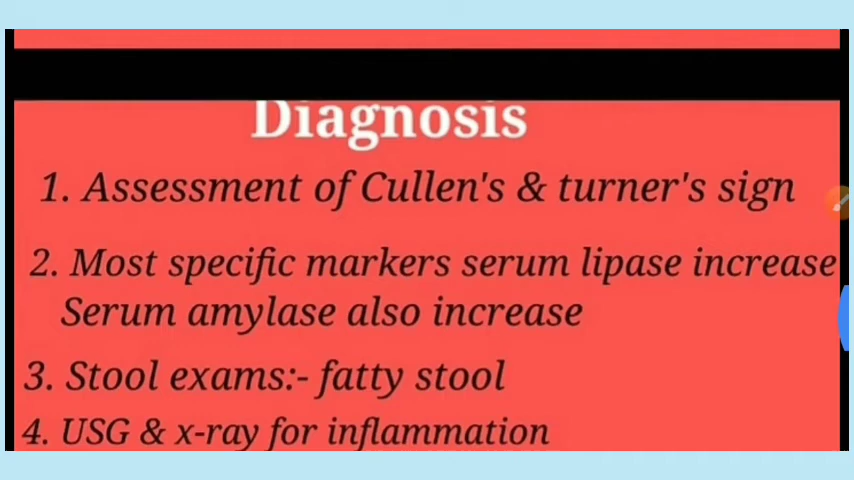 Diagnosis
1. Assessment of Cullen's & turner's sign
2. Most specific markers serum lipase increase
Serum amylase also increase
3. Stool exams:- fatty stool
4. USG & x-ray for inflammation